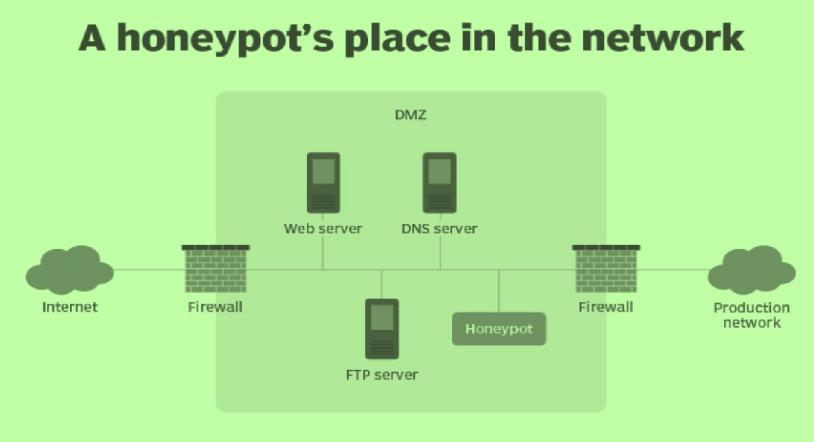 A honeypot’s place in the network
DMZ
Web server
DNS server
Internet
Firewall
Firewall
Production
network
Honeypot
FTP server